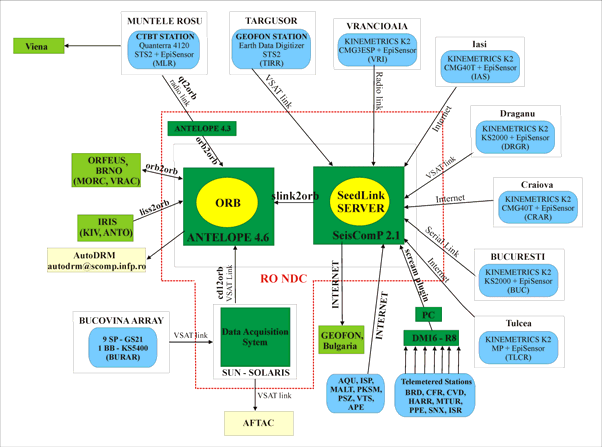 MUNTELE ROSU
CTBT STATION
Quanterra 4120
STS2 + EpiSensor
(MLR)
TARGUSOR
GEOFON STATION
Earth Data Digitizer
STS2
(TIRR)
VRANCIOAIA
KINEMETRICS K2
CMG3ESP + EpiSensor
(VRI)
Iasi
KINEMETRICS K2
CMG40T + EpiSensor
(IAS)
Viena
qt2orb
radio link
VSAT link
Radio link
Internet
Draganu
KINEMETRICS K2
KS2000 + EpiSensor
(DRGR)
ANTELOPE 4.3
orb2orb
VSAT link
ORFEUS,
BRNO
(MORC, VRAC)
orb2orb
ORB
ANTELOPE 4.6
slink2orb
SeedLink
SERVER
SeisComP 2.1
Internet
Craiova
KINEMETRICS K2
CMG40T + EpiSensor
(CRAR)
IRIS
(KIV, ANTO)
liss2orb
Serial Link
AutoDRM
autodrm@scomp.infp.ro
BUCURESTI
KINEMETRICS K2
KS2000 + EpiSensor
(BUC)
cd12orb
VSAT Link
RO NDC
INTERNET
INTERNET
scream plugin
Internet
BUCOVINA ARRAY
9 SP - GS21
1 BB - KS5400
(BURAR)
VSAT link
Data Acquisition
Sytem
SUN - SOLARIS
GEOFON,
Bulgaria
PC
DM16 - R8
Tulcea
KINEMETRICS K2
MP + EpiSensor
(TLCR)
VSAT link
AFTAC
AQU, ISP,
MALT, PKSM,
PSZ, VTS,
APE
Telemetered Stations
BRD, CFR, CVD,
HARR, MTUR,
PPE, SNX, ISR